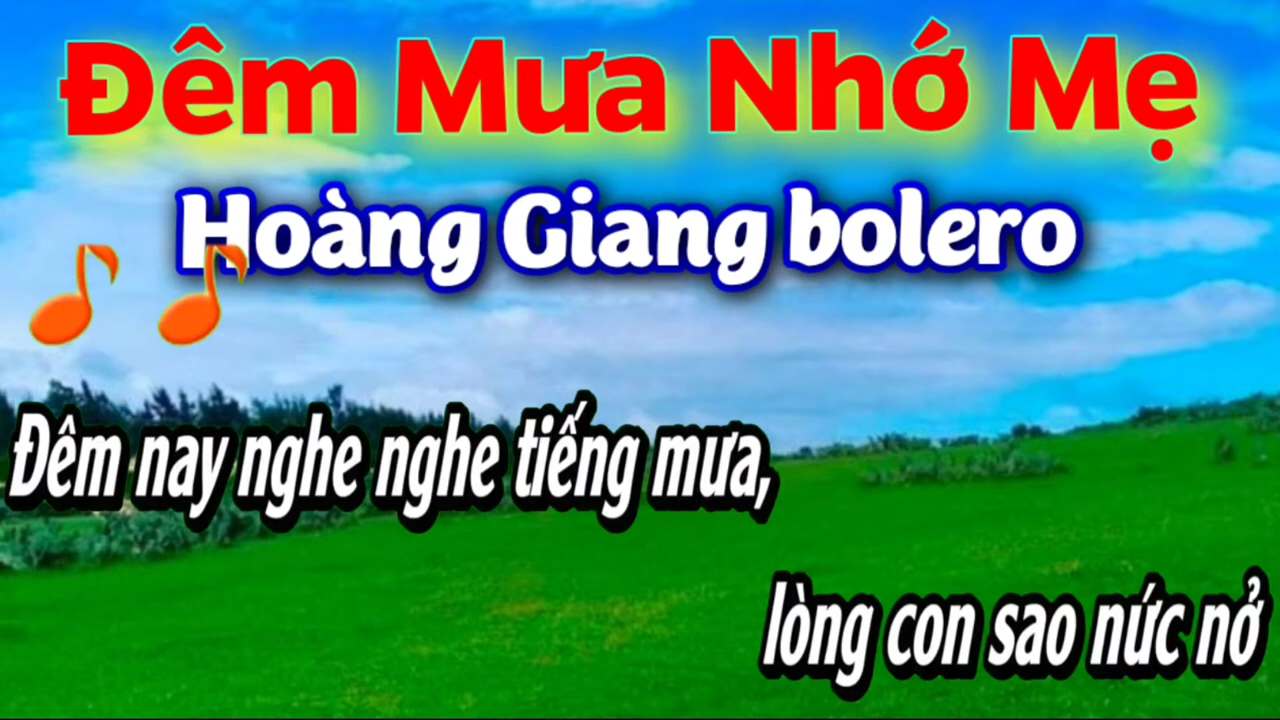 Đêm Mưa Nhớ Mẹ
Hoàng Giang bolero
Đêm nay nghe nghe tiếng mưa,
lòng con sao nức nở